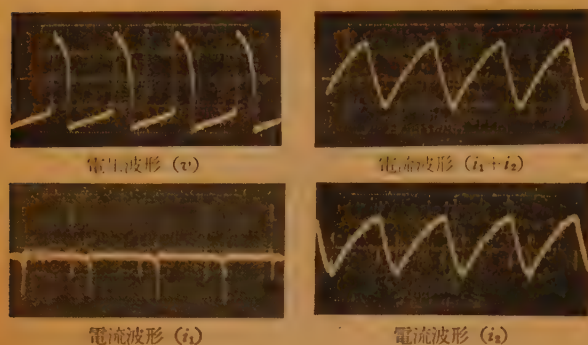 電圧波形 (v)
電流波形 (i₁+i₂)
電流波形 (i₁)
電流波形 (i₂)